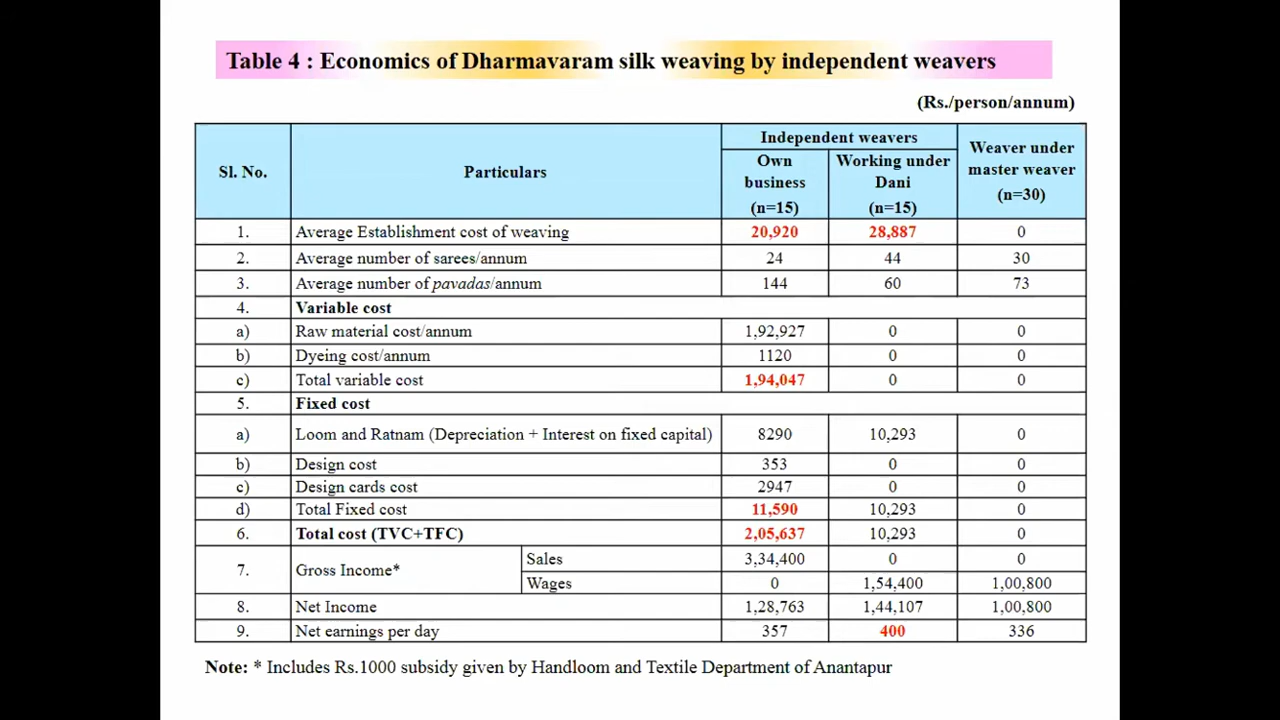 Table 4 : Economics of Dharmavaram silk weaving by independent weavers
(Rs./person/annum)
Sl. No. Particulars Independent weavers Weaver under master weaver (n=30)
Own business (n=15) Working under Dani (n=15)
1. Average Establishment cost of weaving 20,920 28,887 0
2. Average number of sarees/annum 24 44 30
3. Average number of pavadas/annum 144 60 73
4. Variable cost
a) Raw material cost/annum 1,92,927 0 0
b) Dyeing cost/annum 1120 0 0
c) Total variable cost 1,94,047 0 0
5. Fixed cost
a) Loom and Ratnam (Depreciation + Interest on fixed capital) 8290 10,293 0
b) Design cost 353 0 0
c) Design cards cost 2947 0 0
d) Total Fixed cost 11,590 10,293 0
6. Total cost (TVC+TFC) 2,05,637 10,293 0
7. Gross Income* Sales 3,34,400 0 0
Wages 0 1,54,400 1,00,800
8. Net Income 1,28,763 1,44,107 1,00,800
9. Net earnings per day 357 400 336
Note: * Includes Rs.1000 subsidy given by Handloom and Textile Department of Anantapur